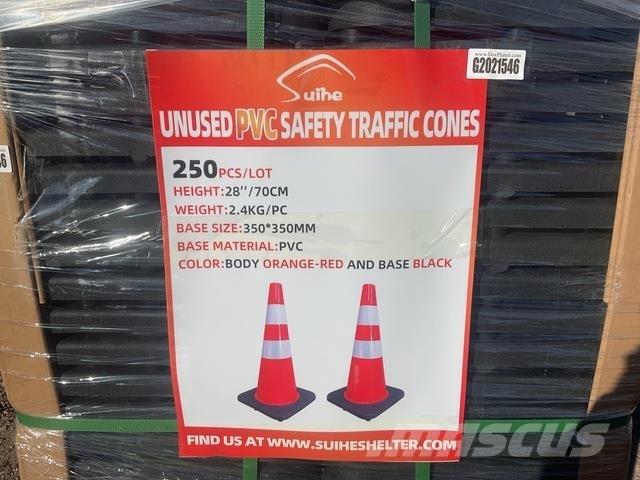 www.GovPlanet.com
G2021546
Suihe
UNUSED PVC SAFETY TRAFFIC CONES
250PCS/LOT
HEIGHT:28''/70CM
WEIGHT:2.4KG/PC
BASE SIZE:350*350MM
BASE MATERIAL:PVC
COLOR:BODY ORANGE-RED AND BASE BLACK
FIND US AT WWW.SUIHESHELTER.COM
mascus